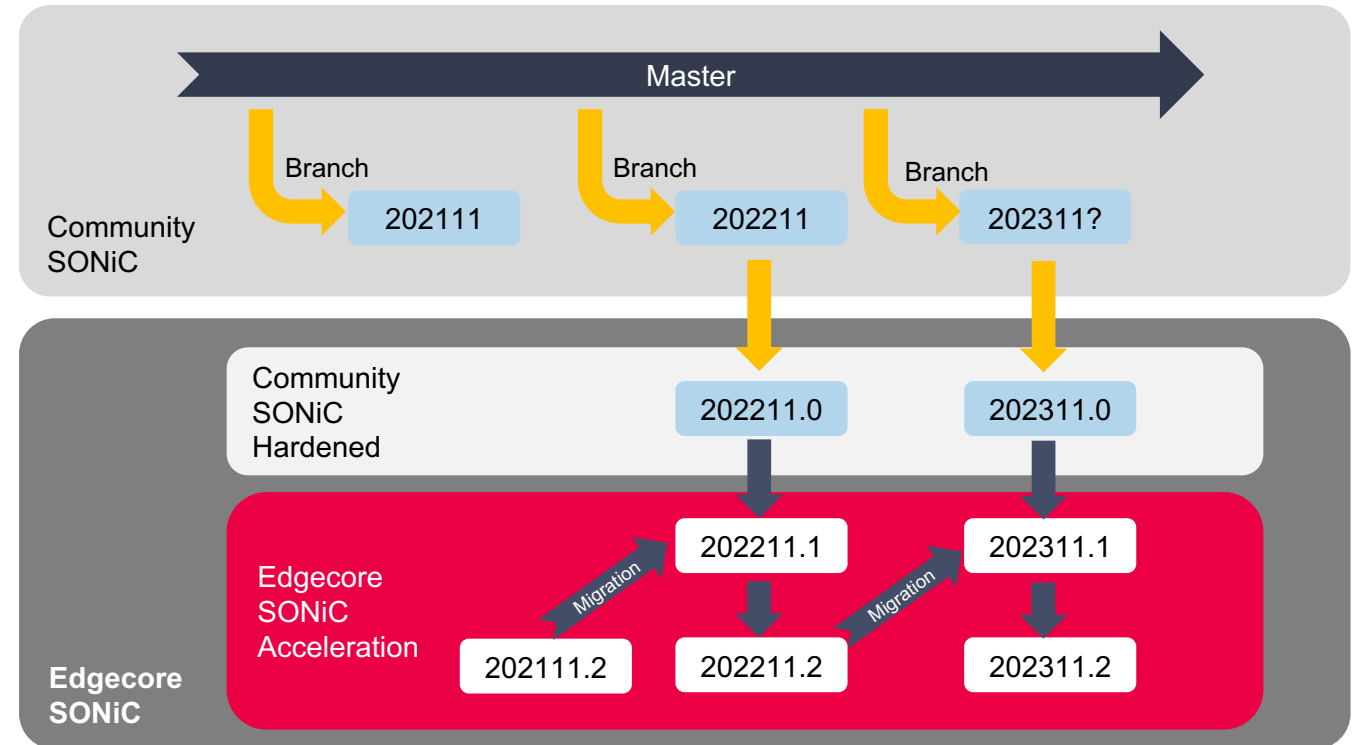 Master
Branch
Branch
Branch
202111
202211
202311?
Community
SONiC
Community
SONiC
Hardened
202211.0
202311.0
Edgecore
SONiC
Acceleration
202211.1
202311.1
Migration
Migration
202111.2
202211.2
202311.2
Edgecore
SONiC